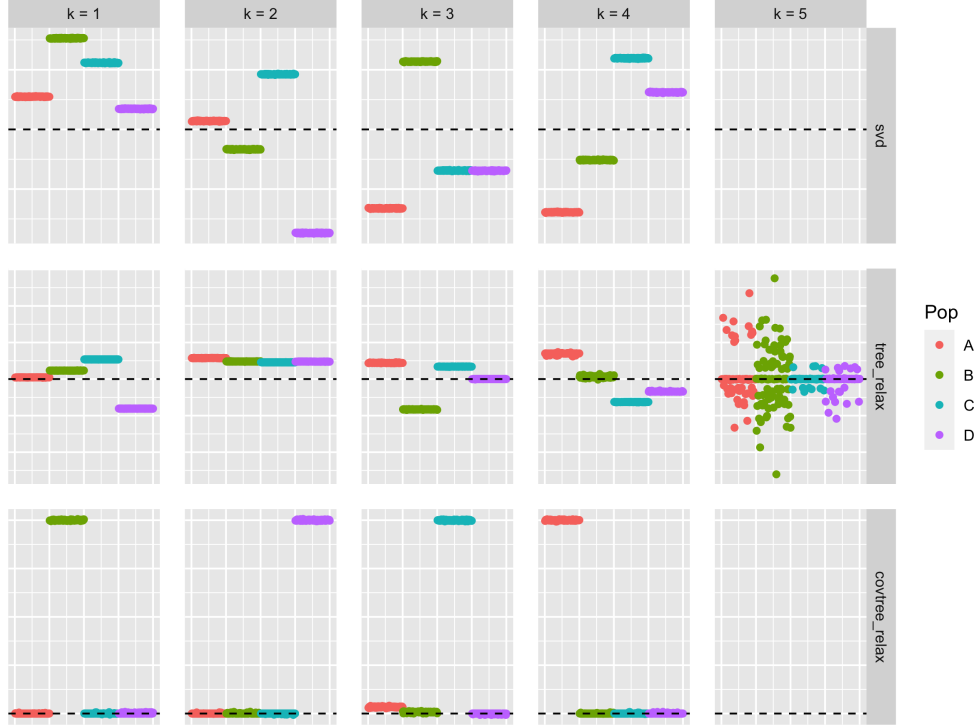 k = 1
k = 2
k = 3
k = 4
k = 5
svd
tree_relax
covtree_relax
Pop
A
B
C
D